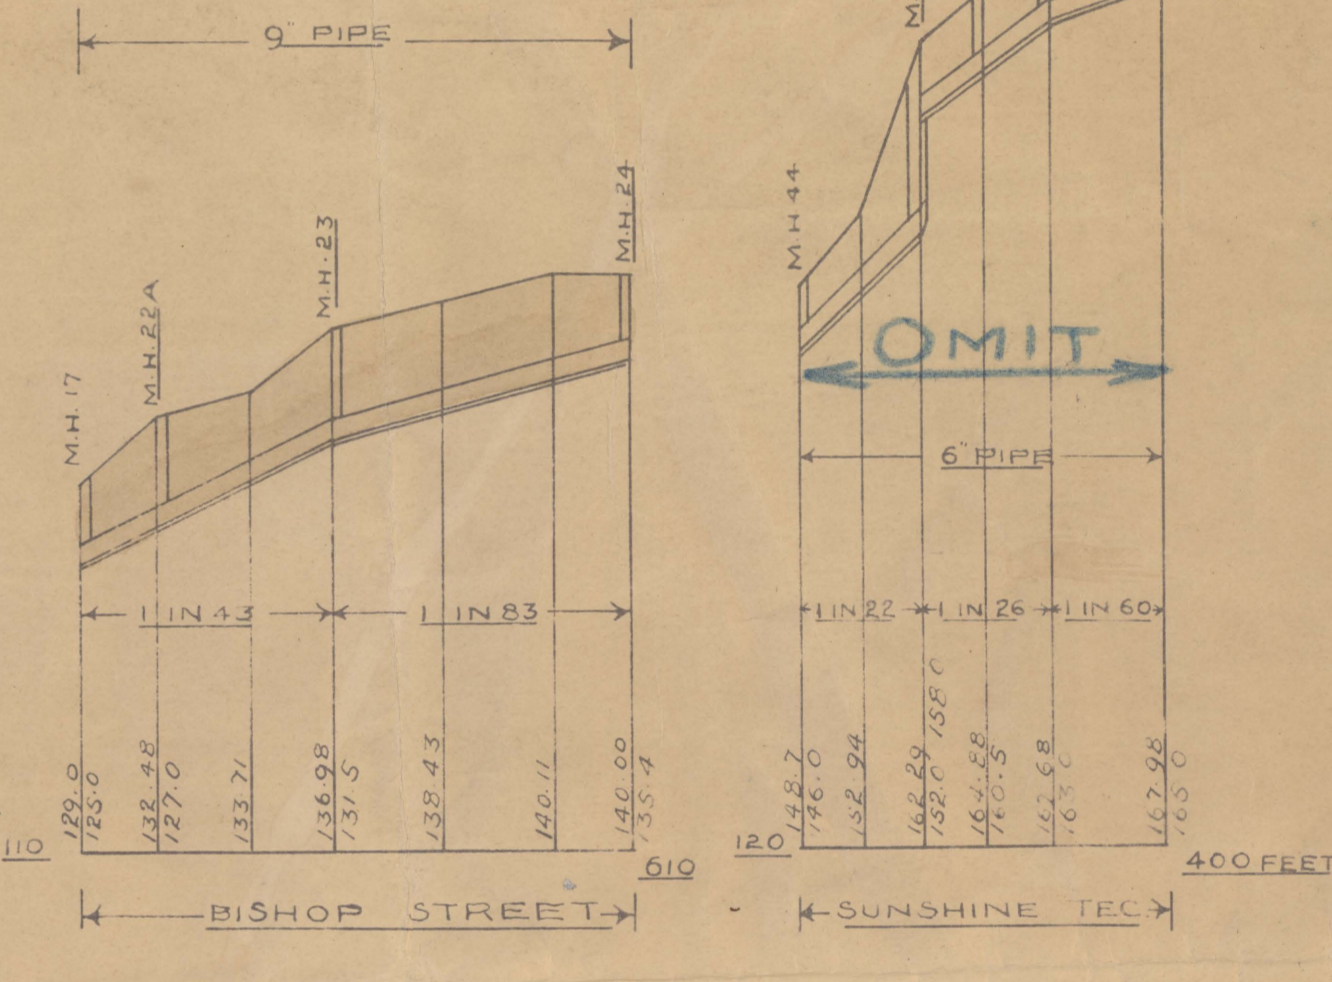 9" PIPE
M.H. 17
M.H. 22A
M.H. 23
M.H. 24
1 IN 43
1 IN 83
129.0
125.0
132.48
127.0
133.71
136.98
131.5
138.43
140.11
140.00
135.4
110
610
BISHOP STREET
M
M.H 44
OMIT
6" PIPE
1 IN 22
1 IN 26
1 IN 60
148.7
146.0
152.94
162.29
152.0 158.0
164.88
160.5
163.0
167.98
165.0
120
400 FEET
SUNSHINE TEC.